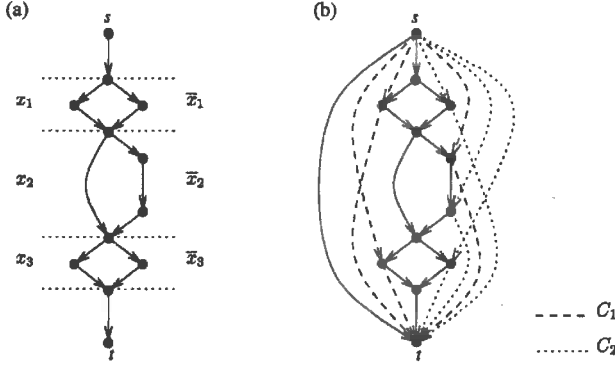 (a)
s
x₁
x̅₁
x₂
x̅₂
x₃
x̅₃
t
(b)
s
t
C₁
C₂